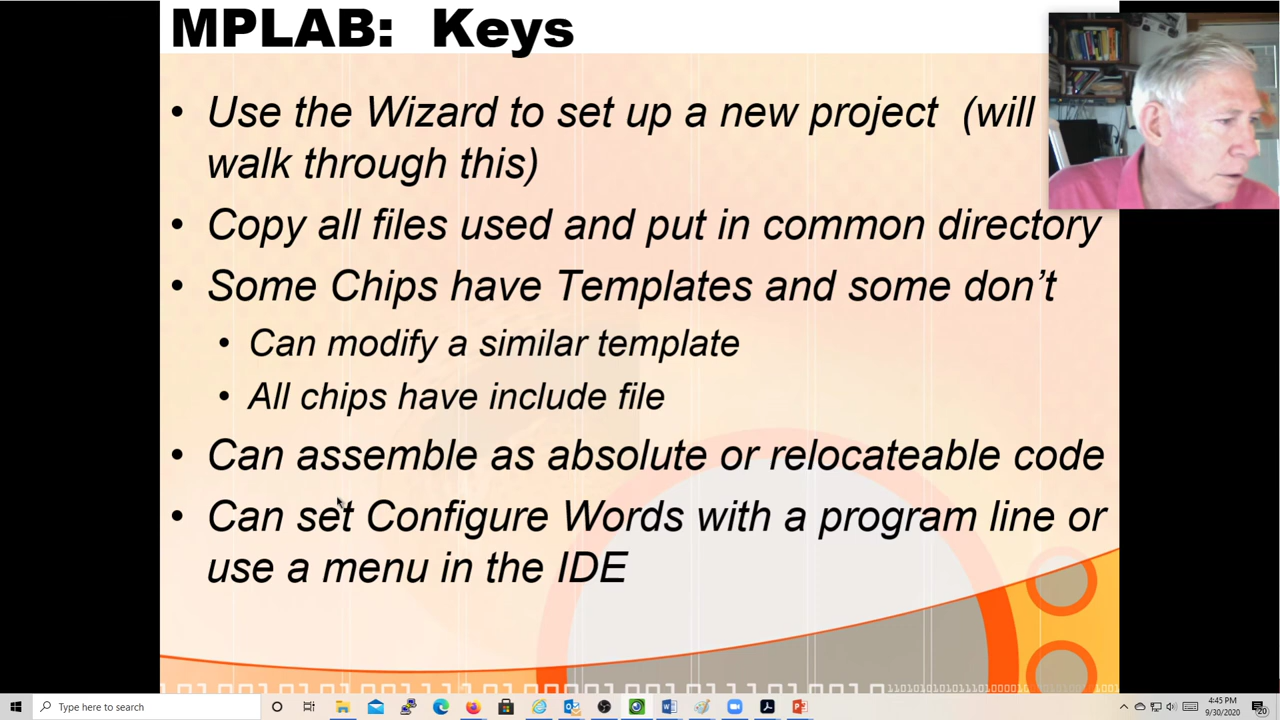 MPLAB: Keys
• Use the Wizard to set up a new project (will
walk through this)
• Copy all files used and put in common directory
• Some Chips have Templates and some don't
• Can modify a similar template
• All chips have include file
• Can assemble as absolute or relocateable code
• Can set Configure Words with a program line or
use a menu in the IDE
Type here to search
4:45 PM
9/30/2020
20